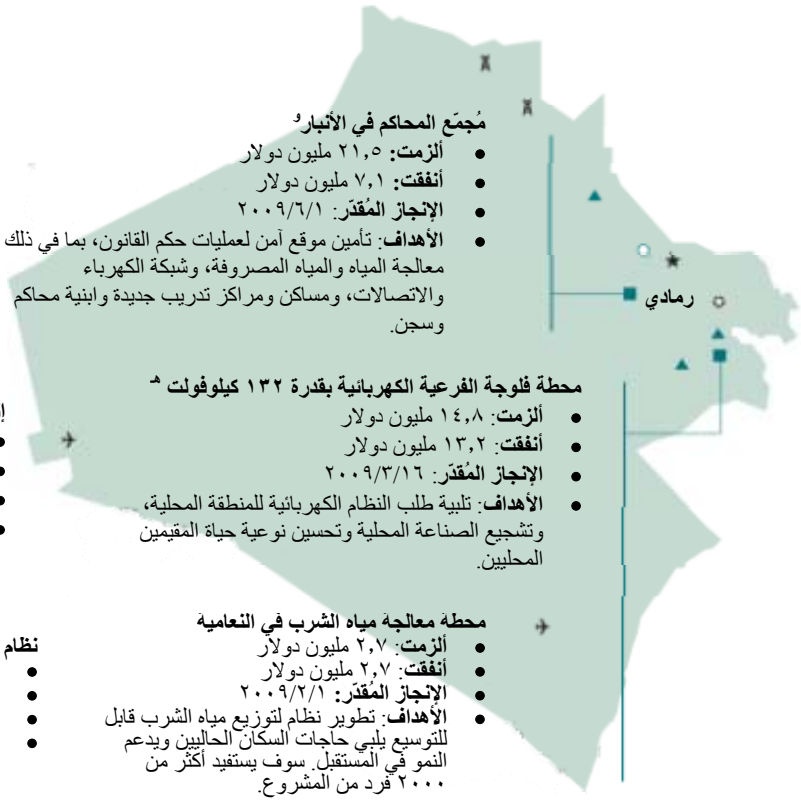 مُجمّع المحاكم في الأنبار و
● ألزمت: ٢١,٥ مليون دولار
● أنفقت: ٧,١ مليون دولار
● الإنجاز المُقدّر: ٢٠٠٩/٦/١
● الأهداف: تأمين موقع آمن لعمليات حكم القانون، بما في ذلك
معالجة المياه والمياه المصروفة، وشبكة الكهرباء
والاتصالات، ومساكن ومراكز تدريب جديدة وابنية محاكم
وسجن.
رمادي
محطة فلوجة الفرعية الكهربائية بقدرة ١٣٢ كيلوفولت هـ
● ألزمت: ١٤,٨ مليون دولار
● أنفقت: ١٣,٢ مليون دولار
● الإنجاز المُقدّر: ٢٠٠٩/٣/١٦
● الأهداف: تلبية طلب النظام الكهربائية للمنطقة المحلية،
وتشجيع الصناعة المحلية وتحسين نوعية حياة المقيمين
المحليين.
محطة معالجة مياه الشرب في النعامية
● ألزمت: ٢,٧ مليون دولار
● أنفقت: ٢,٧ مليون دولار
● الإنجاز المُقدّر: ٢٠٠٩/٢/١
● الأهداف: تطوير نظام لتوزيع مياه الشرب قابل
للتوسيع يلبي حاجات السكان الحاليين ويدعم
النمو في المستقبل. سوف يستفيد أكثر من
٢٠٠٠ فرد من المشروع.
نظام